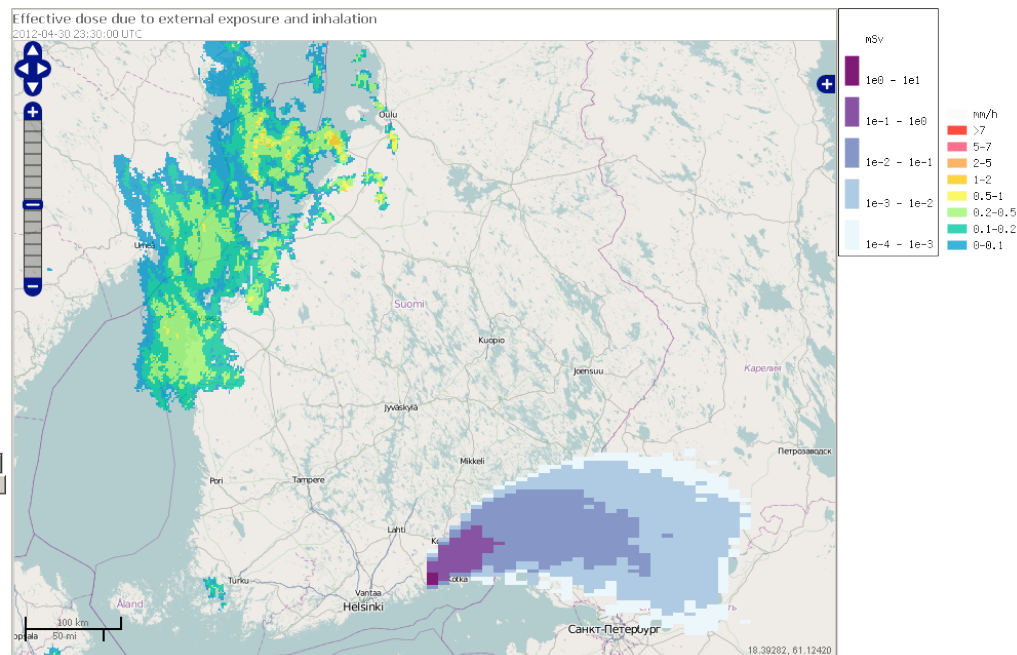 Effective dose due to external exposure and inhalation
2012-04-30 23:30:00 UTC
mSv
1e0 - 1e1
1e-1 - 1e0
1e-2 - 1e-1
1e-3 - 1e-2
1e-4 - 1e-3
mm/h
>7
5-7
2-5
1-2
0.5-1
0.2-0.5
0.1-0.2
0-0.1
Oulu
Umeå
Suomi
Vaasa
Kuopio
Joensuu
Карелия
Jyväskylä
Петрозаводск
Mikkeli
Pori
Tampere
Lahti
Kotka
Turku
Vantaa
Helsinki
Åland
Санкт-Петербург
100 km
50 mi
18.39282, 61.12420